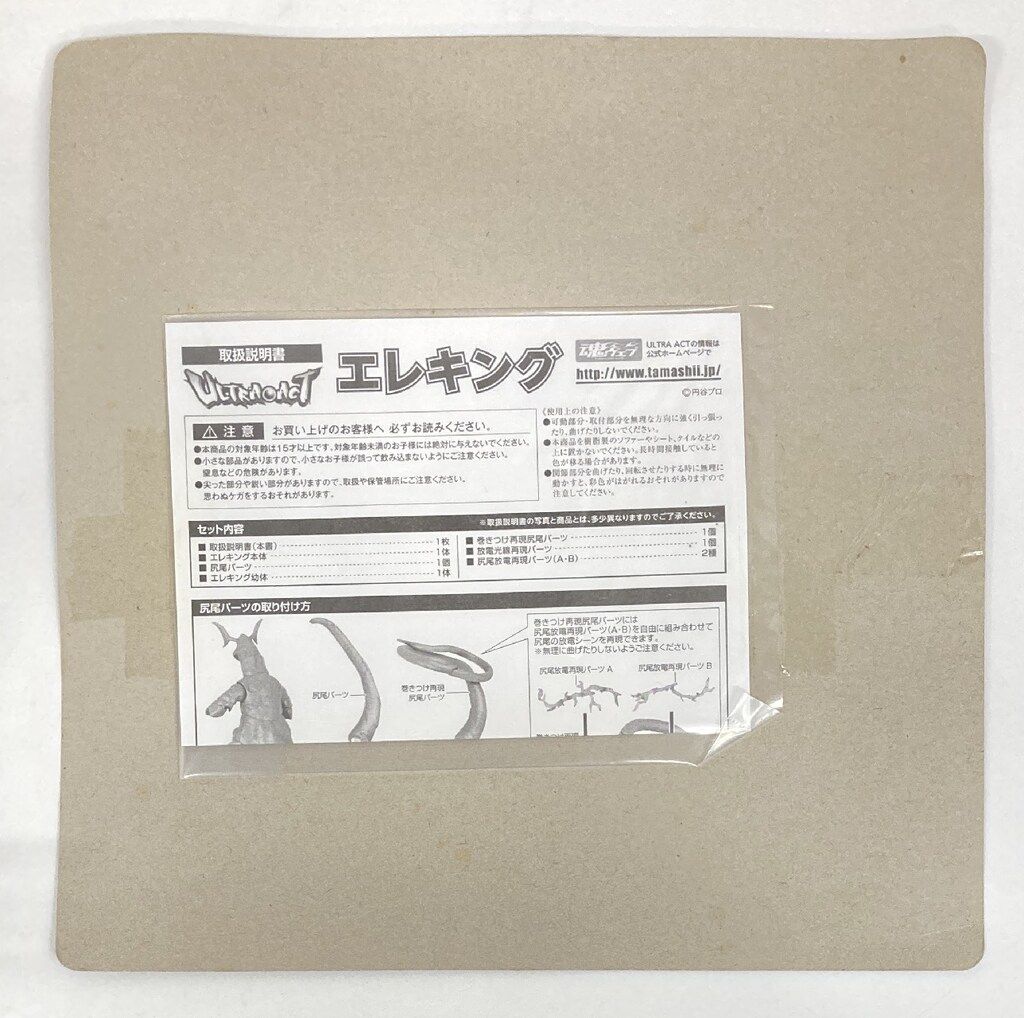 取扱説明書
ULTRA-ACT
エレキング
魂ウェブ
ULTRA ACTの情報は
公式ホームページで
http://www.tamashii.jp/
©円谷プロ
注意 お買い上げのお客様へ 必ずお読みください。
●本商品の対象年齢は15才以上です。対象年齢未満のお子様には絶対に与えないでください。
●小さな部品がありますので、小さなお子様が誤って飲み込まないようにご注意ください。
窒息などの危険があります。
●尖った部分や鋭い部分がありますので、取扱や保管場所にご注意ください。
思わぬケガをするおそれがあります。
《使用上の注意》
●可動部分・取付部分を無理な方向に強く引っ張っ
たり、曲げたりしないでください。
●本商品を樹脂製のソファーやシート、タイルなどの
上に置かないでください。長時間接触していると
色が移る場合があります。
●関節部分を曲げたり、回転させたりする時に無理に
動かすと、彩色がはがれるおそれがありますので
注意してください。
セット内容
※取扱説明書の写真と商品とは、多少異なりますのでご了承ください。
■ 取扱説明書(本書) 1枚
■ エレキング本体 1体
■ 尻尾パーツ 1個
■ エレキング幼体 1体
■ 巻きつけ再現尻尾パーツ 1個
■ 放電光線再現パーツ 1個
■ 尻尾放電再現パーツ(A・B) 2種
尻尾パーツの取り付け方
尻尾パーツ
巻きつけ再現
尻尾パーツ
巻きつけ再現尻尾パーツには
尻尾放電再現パーツ(A・B)を自由に組み合わせて
尻尾の放電シーンを再現できます。
※無理に曲げたりしないようご注意ください。
尻尾放電再現パーツ A
尻尾放電再現パーツ B
巻きつけ再現